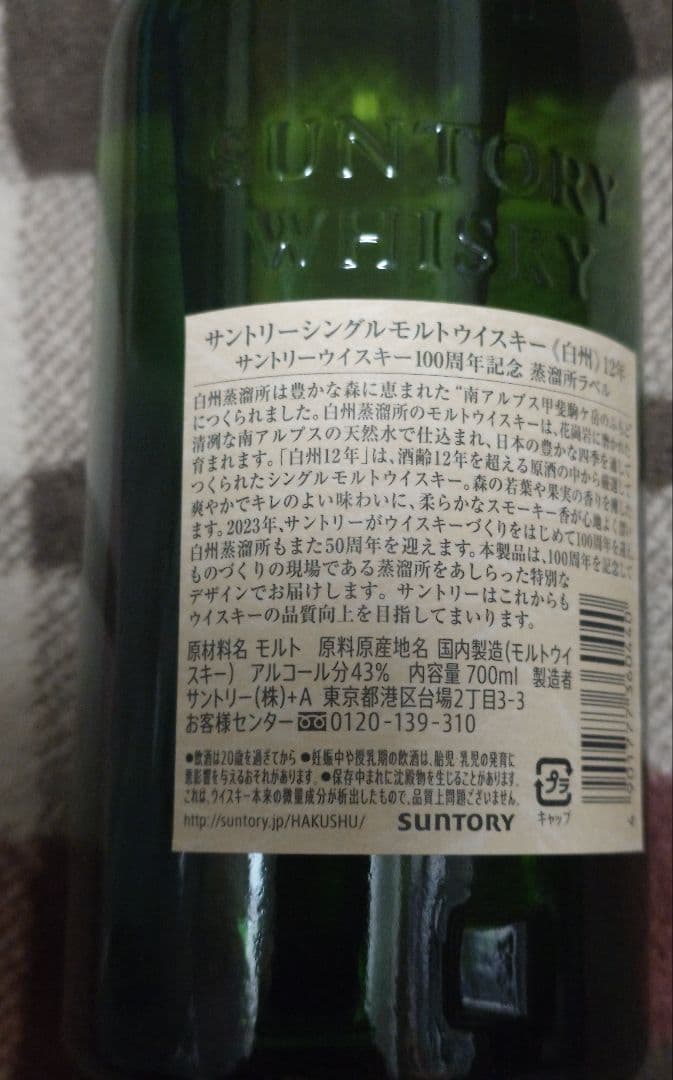 SUNTORY
WHISKY
サントリーシングルモルトウイスキー《白州》12年
サントリーウイスキー100周年記念 蒸溜所ラベル
白州蒸溜所は豊かな森に恵まれた“南アルプス甲斐駒ケ岳のふもと
につくられました。白州蒸溜所のモルトウイスキーは、花崗岩に磨かれた
清冽な南アルプスの天然水で仕込まれ、日本の豊かな四季を通して
育まれます。「白州12年」は、酒齢12年を超える原酒の中から厳選して
つくられたシングルモルトウイスキー。森の若葉や果実の香りを
爽やかでキレのよい味わいに、柔らかなスモーキー香が心地よく
ます。2023年、サントリーがウイスキーづくりをはじめて100周年を
白州蒸溜所もまた50周年を迎えます。本製品は、100周年を記念して
ものづくりの現場である蒸溜所をあしらった特別な
デザインでお届けします。サントリーはこれからも
ウイスキーの品質向上を目指してまいります。
原材料名 モルト 原料原産地名 国内製造(モルトウイ
スキー) アルコール分43% 内容量 700ml 製造者
サントリー(株)+A 東京都港区台場2丁目3-3
お客様センター 0120-139-310
●飲酒は20歳を過ぎてから ●妊娠中や授乳期の飲酒は、胎児・乳児の発育に
悪影響を与えるおそれがあります。●保存中まれに沈殿物を生じることがあります。
これは、ウイスキー本来の微量成分が析出したもので、品質上問題ございません。
http://suntory.jp/HAKUSHU/ SUNTORY
プラ
キャップ